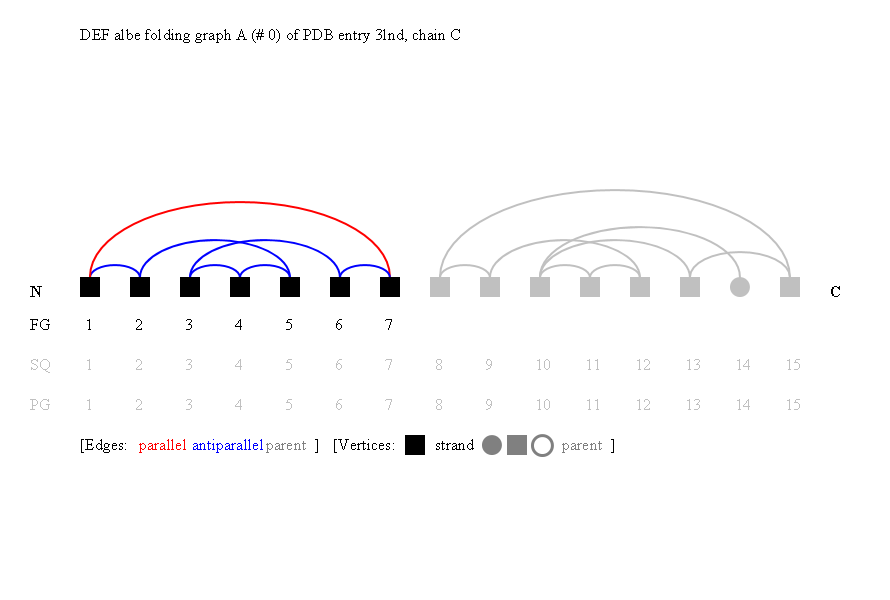 DEF albe folding graph A (# 0) of PDB entry 3lnd, chain C
N C
FG 1 2 3 4 5 6 7
SQ 1 2 3 4 5 6 7 8 9 10 11 12 13 14 15
PG 1 2 3 4 5 6 7 8 9 10 11 12 13 14 15
[Edges: parallel antiparallel parent ] [Vertices: strand parent ]